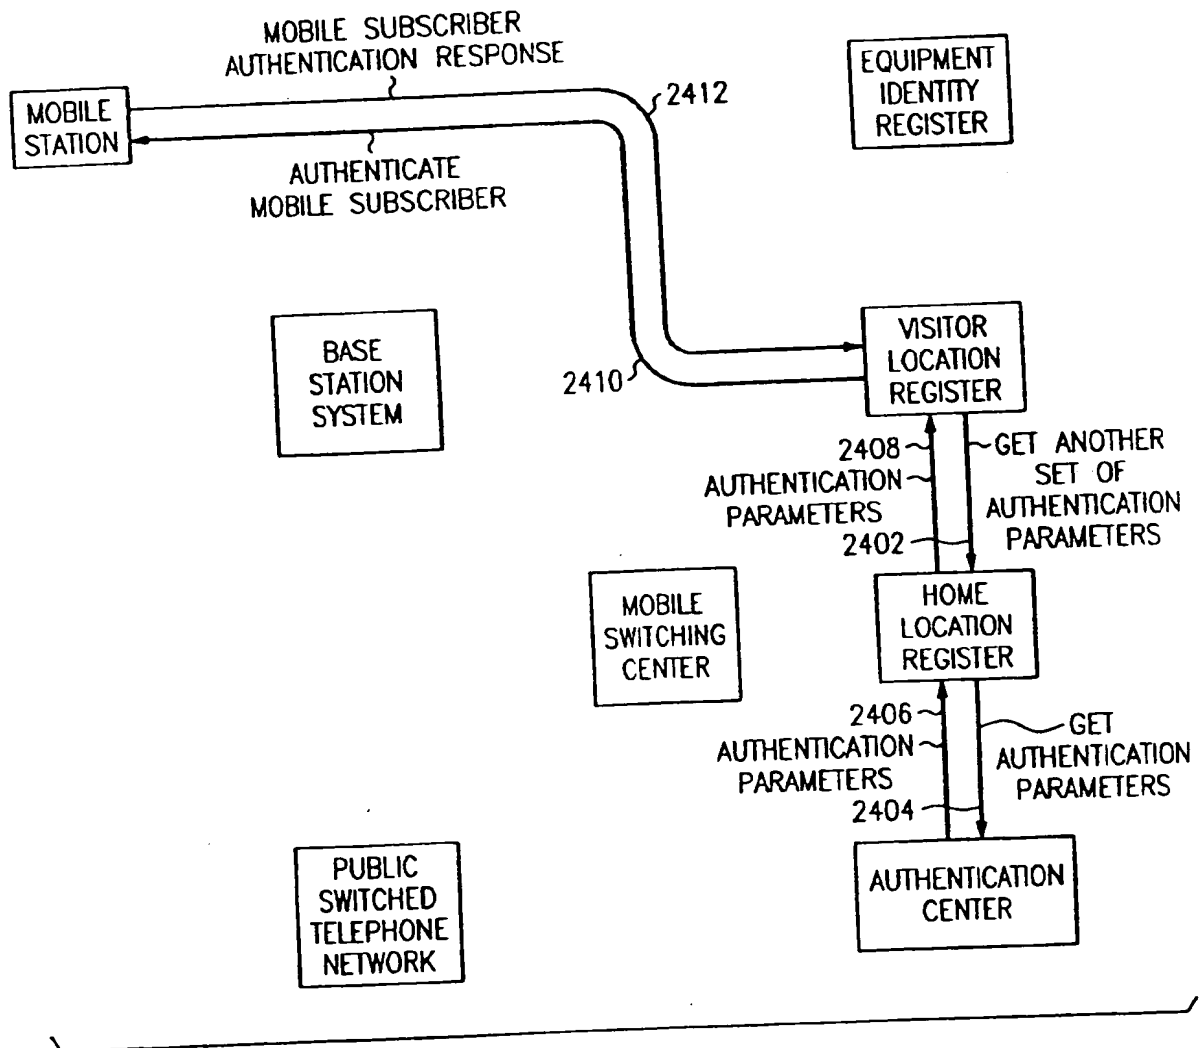 MOBILE SUBSCRIBER
AUTHENTICATION RESPONSE
MOBILE
STATION
2412
EQUIPMENT
IDENTITY
REGISTER
AUTHENTICATE
MOBILE SUBSCRIBER
BASE
STATION
SYSTEM
2410
VISITOR
LOCATION
REGISTER
2408
AUTHENTICATION
PARAMETERS
2402
GET ANOTHER
SET OF
AUTHENTICATION
PARAMETERS
MOBILE
SWITCHING
CENTER
HOME
LOCATION
REGISTER
2406
AUTHENTICATION
PARAMETERS
2404
GET
AUTHENTICATION
PARAMETERS
PUBLIC
SWITCHED
TELEPHONE
NETWORK
AUTHENTICATION
CENTER